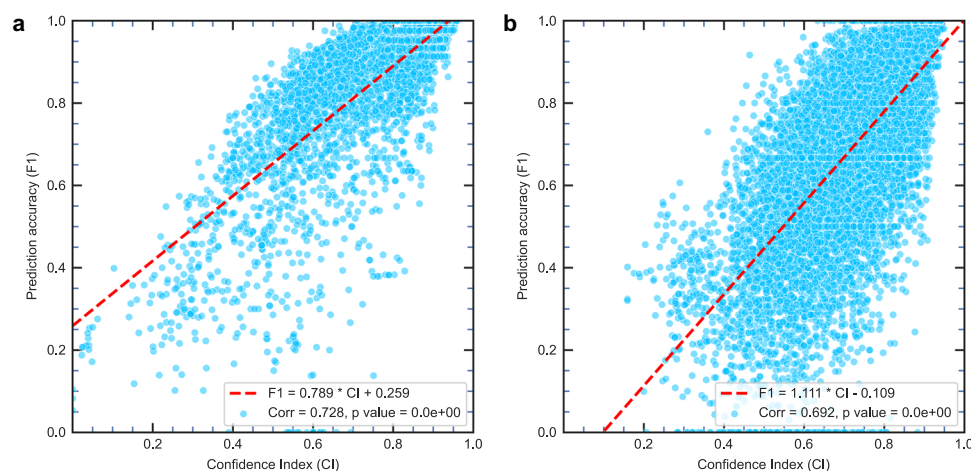 a
1.0
0.8
0.6
0.4
0.2
0.0
Prediction accuracy (F1)
0.2 0.4 0.6 0.8 1.0
Confidence Index (CI)
F1 = 0.789 * CI + 0.259
Corr = 0.728, p value = 0.0e+00
b
1.0
0.8
0.6
0.4
0.2
0.0
Prediction accuracy (F1)
0.2 0.4 0.6 0.8 1.0
Confidence Index (CI)
F1 = 1.111 * CI - 0.109
Corr = 0.692, p value = 0.0e+00